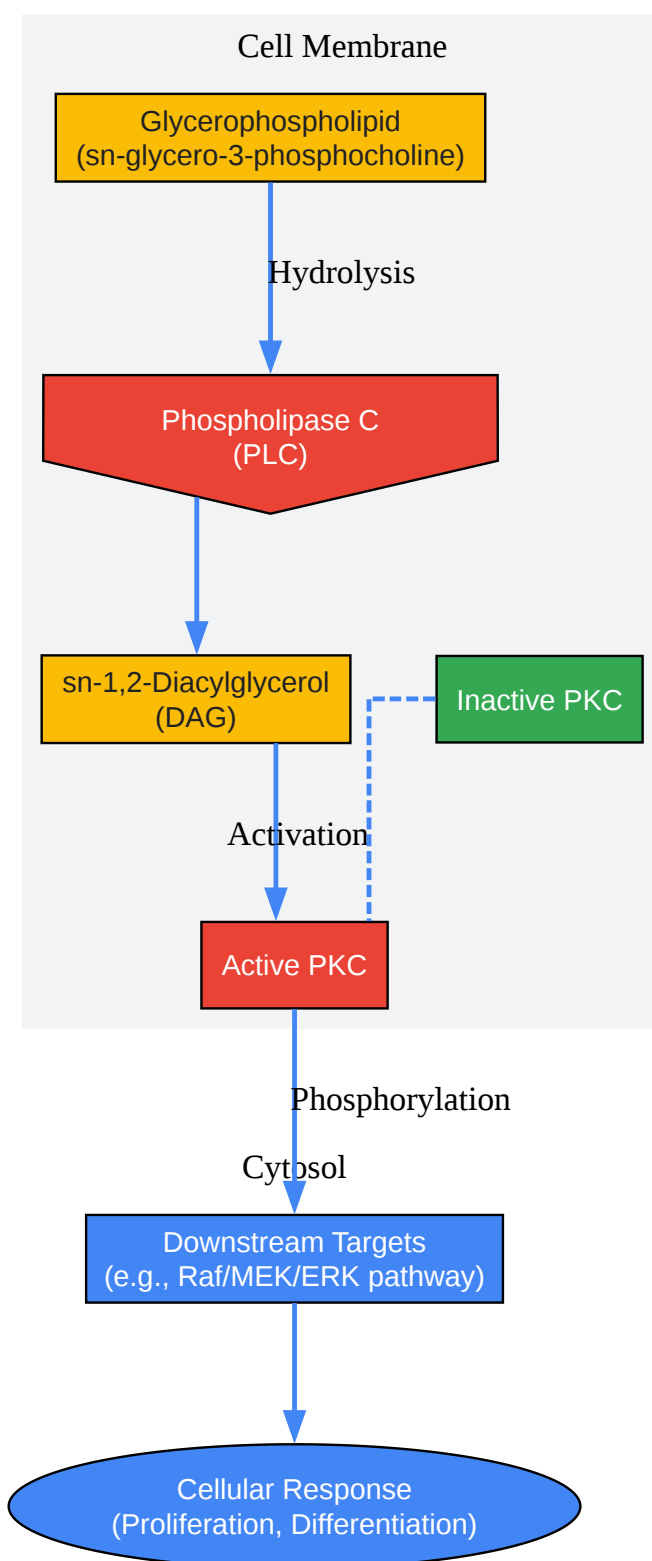 Cell Membrane
Glycerophospholipid
(sn-glycero-3-phosphocholine)
Hydrolysis
Phospholipase C
(PLC)
sn-1,2-Diacylglycerol
(DAG)
Inactive PKC
Activation
Active PKC
Phosphorylation
Cytosol
Downstream Targets
(e.g., Raf/MEK/ERK pathway)
Cellular Response
(Proliferation, Differentiation)